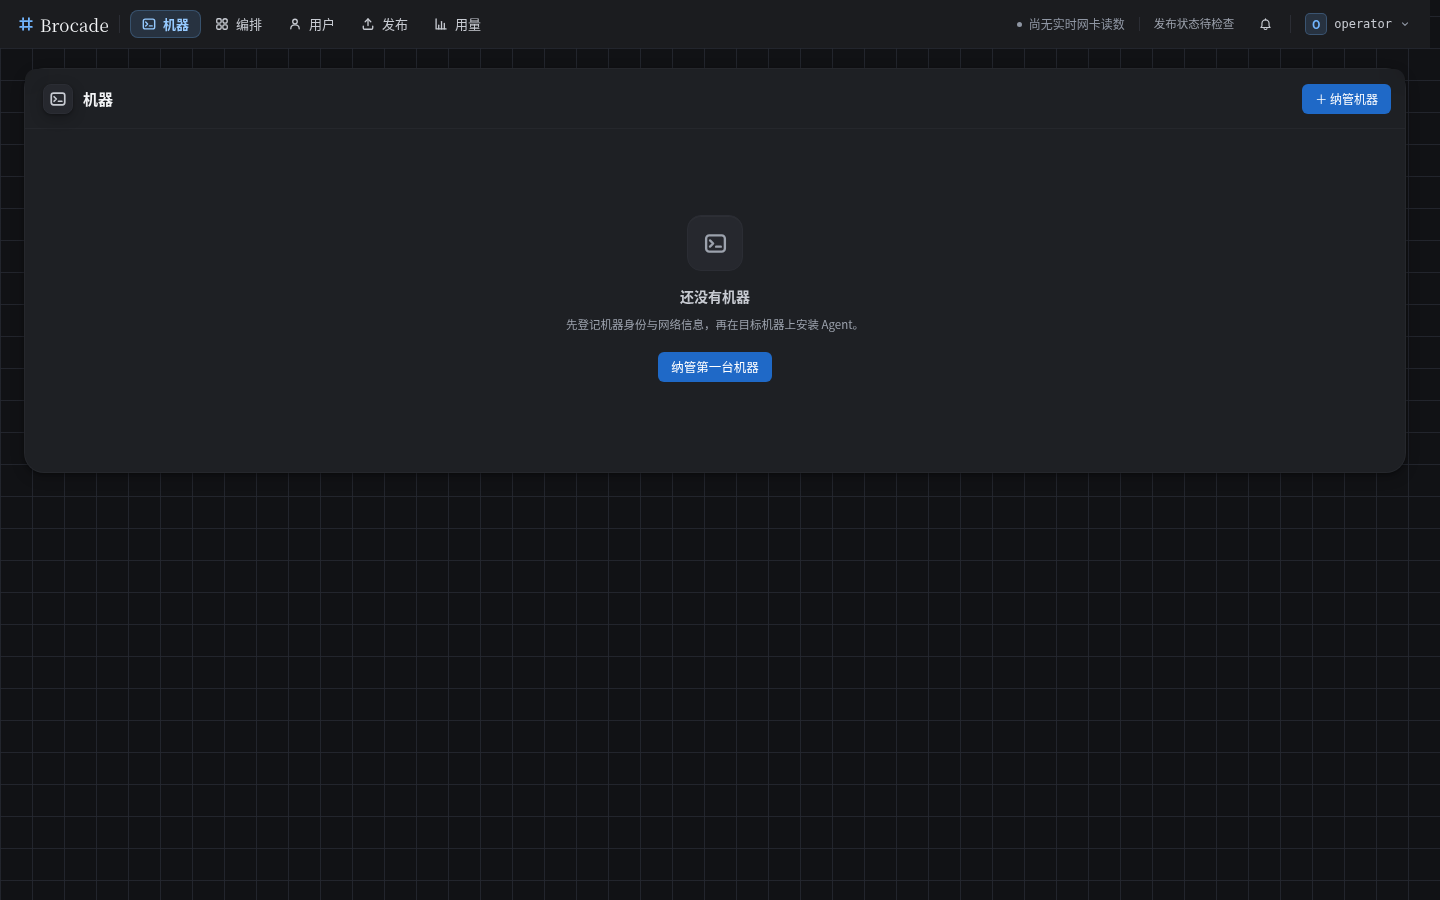 Brocade 机器 编排 用户 发布 用量 尚无实时网卡读数 发布状态待检查 O operator
机器 + 纳管机器
还没有机器
先登记机器身份与网络信息，再在目标机器上安装 Agent。
纳管第一台机器